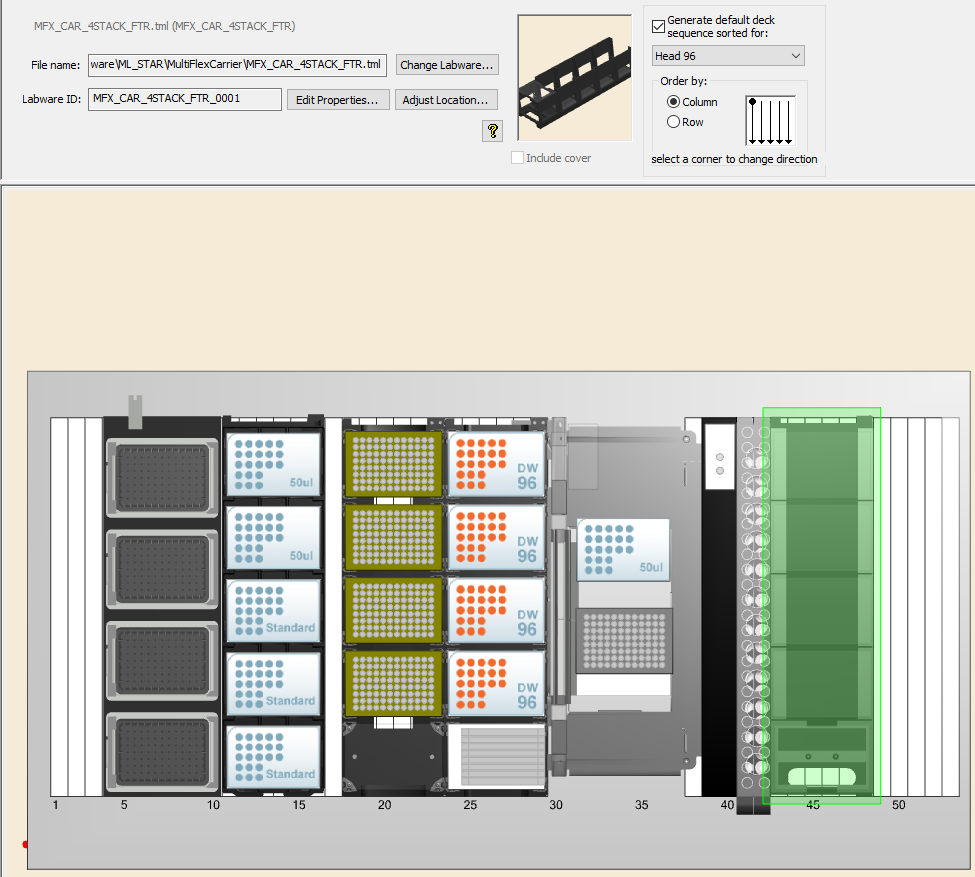 MFX_CAR_4STACK_FTR.tml (MFX_CAR_4STACK_FTR)
File name:
ware\ML_STAR\MultiFlexCarrier\MFX_CAR_4STACK_FTR.tml
Change Labware...
Labware ID:
MFX_CAR_4STACK_FTR_0001
Edit Properties...
Adjust Location...
?
Include cover
Generate default deck
sequence sorted for:
Head 96
Order by:
Column
Row
select a corner to change direction
50ul
DW
96
50ul
DW
96
50ul
Standard
DW
96
Standard
DW
96
Standard
1 5 10 15 20 25 30 35 40 45 50